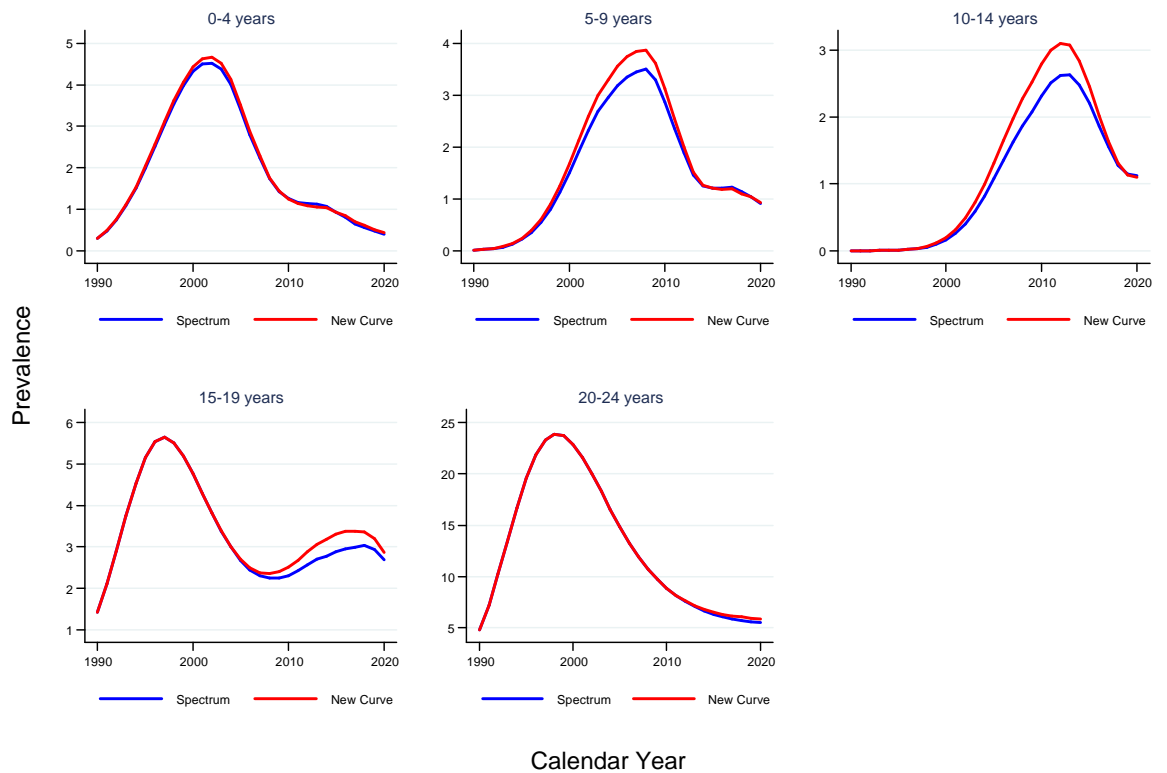 0-4 years
5
4
3
2
1
0
1990 2000 2010 2020
Spectrum New Curve
5-9 years
4
3
2
1
0
1990 2000 2010 2020
Spectrum New Curve
10-14 years
3
2
1
0
1990 2000 2010 2020
Spectrum New Curve
Prevalence
15-19 years
6
5
4
3
2
1
1990 2000 2010 2020
Spectrum New Curve
20-24 years
25
20
15
10
5
1990 2000 2010 2020
Spectrum New Curve
Calendar Year